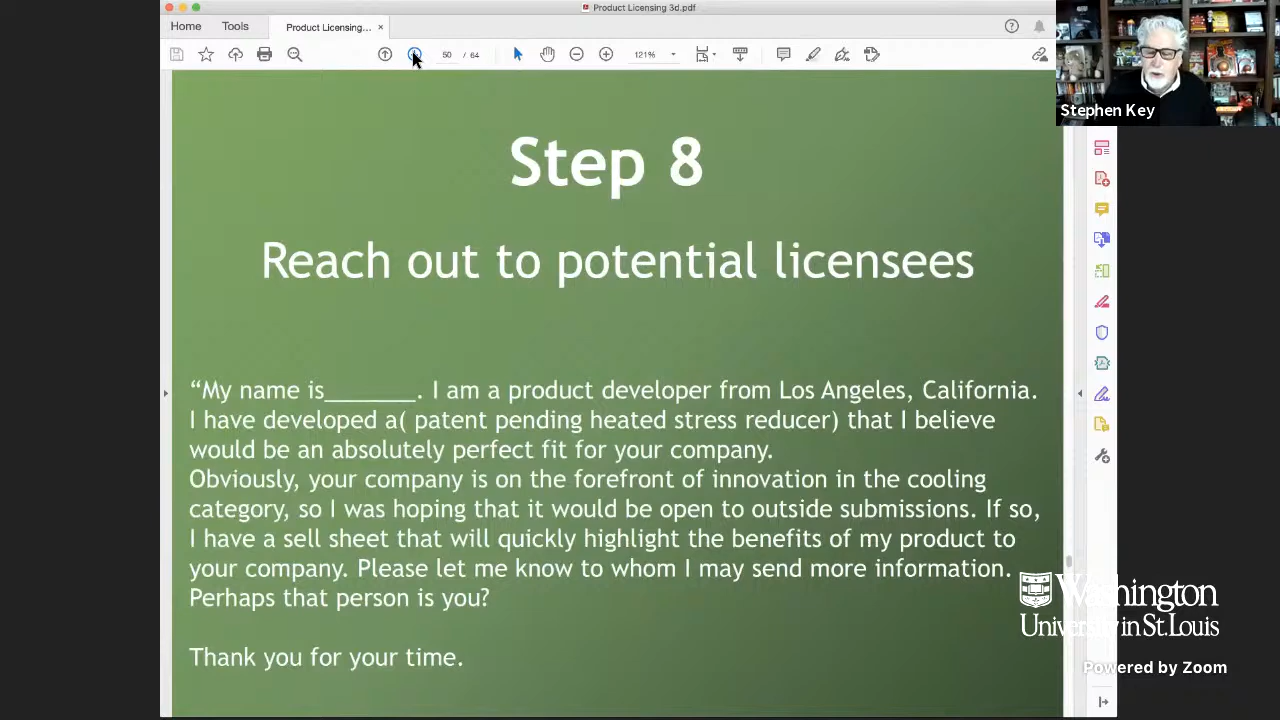 Product Licensing 3d.pdf
Home
Tools
Product Licensing...
50 / 64
121%
Stephen Key
Step 8
Reach out to potential licensees
“My name is_______. I am a product developer from Los Angeles, California.
I have developed a( patent pending heated stress reducer) that I believe
would be an absolutely perfect fit for your company.
Obviously, your company is on the forefront of innovation in the cooling
category, so I was hoping that it would be open to outside submissions. If so,
I have a sell sheet that will quickly highlight the benefits of my product to
your company. Please let me know to whom I may send more information.
Perhaps that person is you?
Thank you for your time.
Washington
University in St. Louis
Powered by Zoom